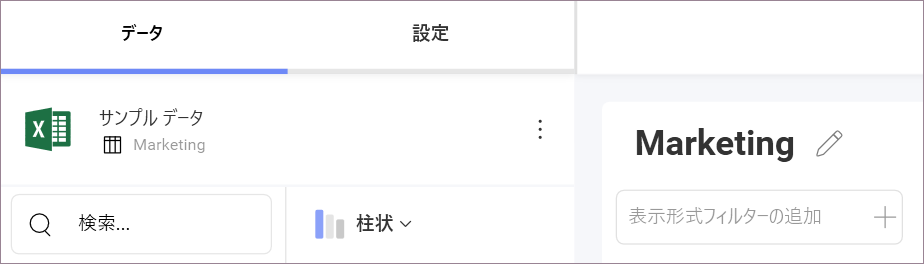 データ
設定
サンプル データ
Marketing
検索...
柱状
Marketing
表示形式フィルターの追加